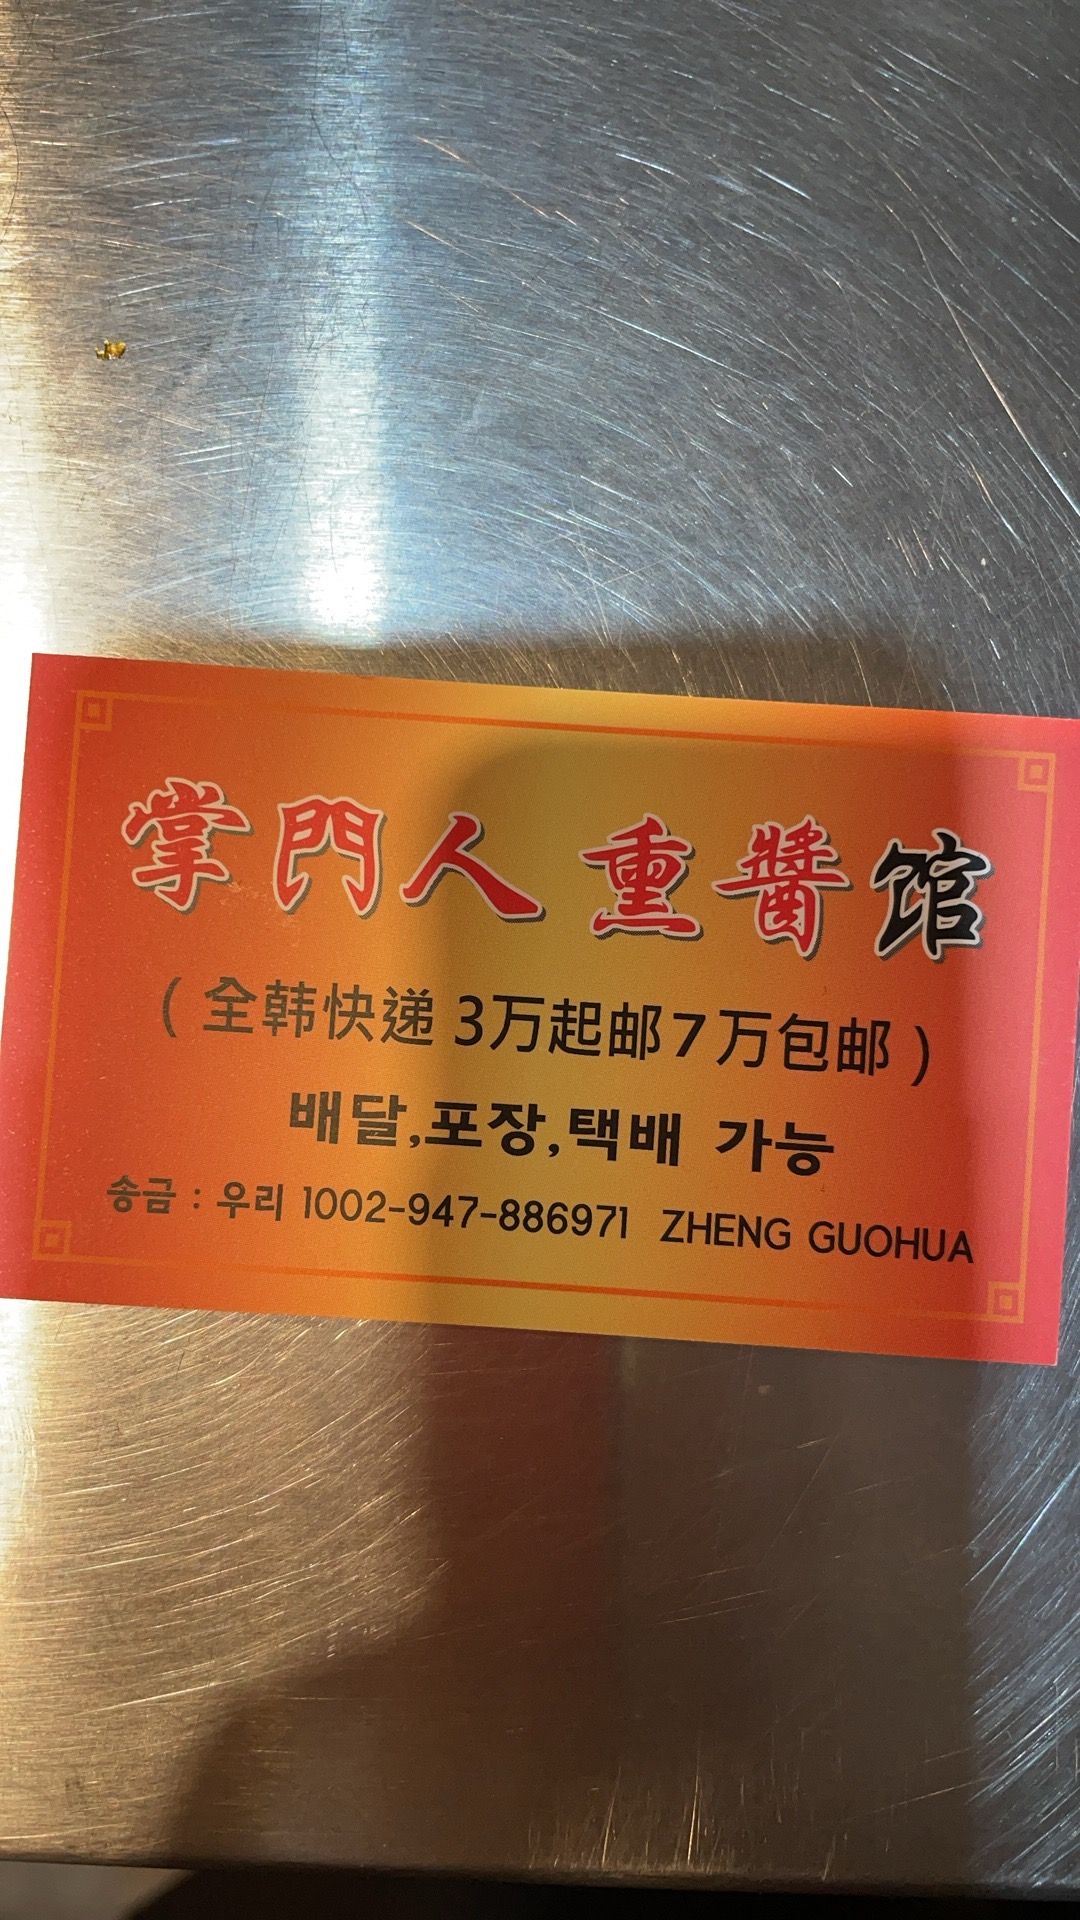 掌門人 熏醬馆
（全韩快递 3万起邮7万包邮）
배달,포장,택배 가능
송금 : 우리 1002-947-886971 ZHENG GUOHUA